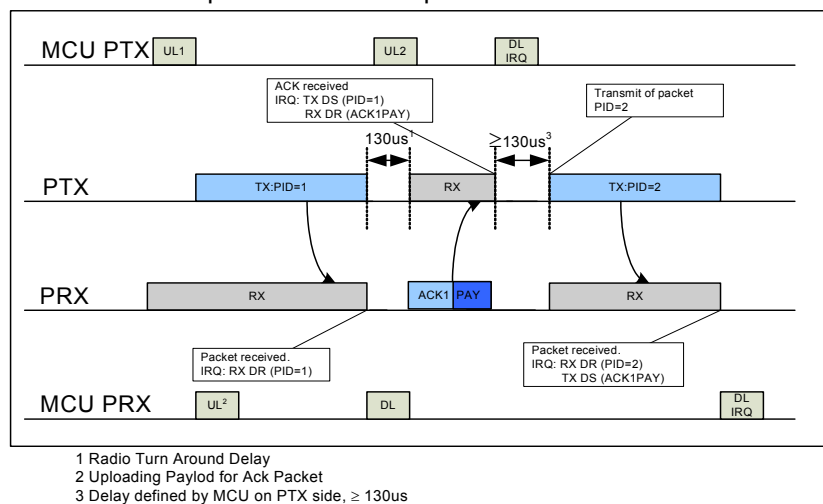 MCU PTX
UL1
UL2
DL
IRQ
ACK received
IRQ: TX DS (PID=1)
RX DR (ACK1PAY)
Transmit of packet
PID=2
130us1
≥130us3
PTX
TX:PID=1
RX
TX:PID=2
PRX
RX
ACK1
PAY
RX
Packet received.
IRQ: RX DR (PID=1)
Packet received.
IRQ: RX DR (PID=2)
TX DS (ACK1PAY)
MCU PRX
UL2
DL
DL
IRQ
1 Radio Turn Around Delay
2 Uploading Paylod for Ack Packet
3 Delay defined by MCU on PTX side, ≥ 130us